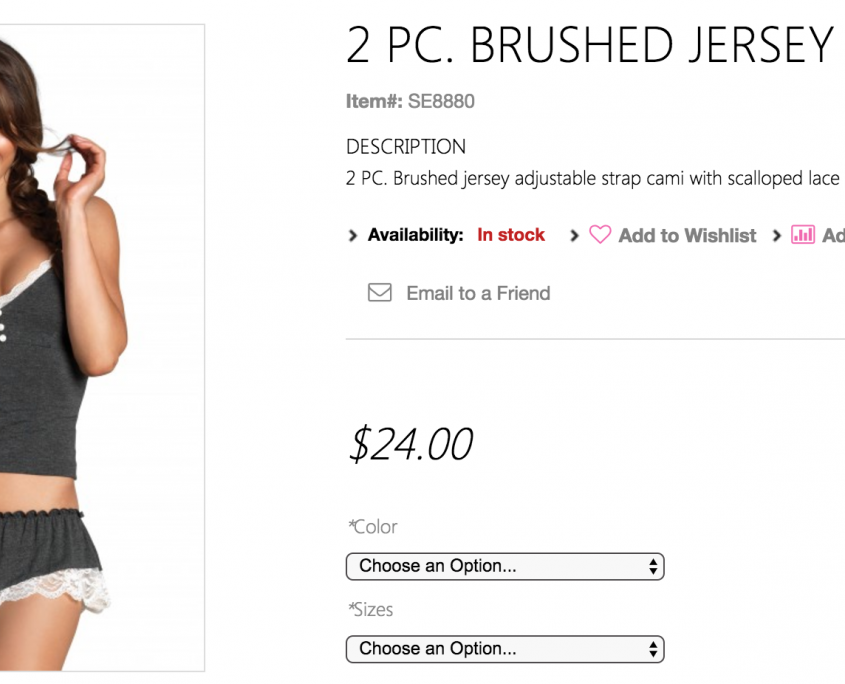 2 PC. BRUSHED JERSEY
Item#: SE8880
DESCRIPTION
2 PC. Brushed jersey adjustable strap cami with scalloped lace
Availability: In stock Add to Wishlist Ad
Email to a Friend
$24.00
*Color
Choose an Option...
*Sizes
Choose an Option...